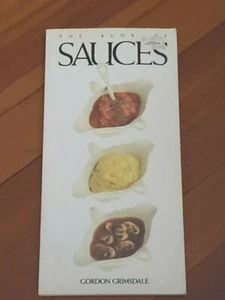 THE BOOK OF
SAUCES
GORDON GRIMSDALE